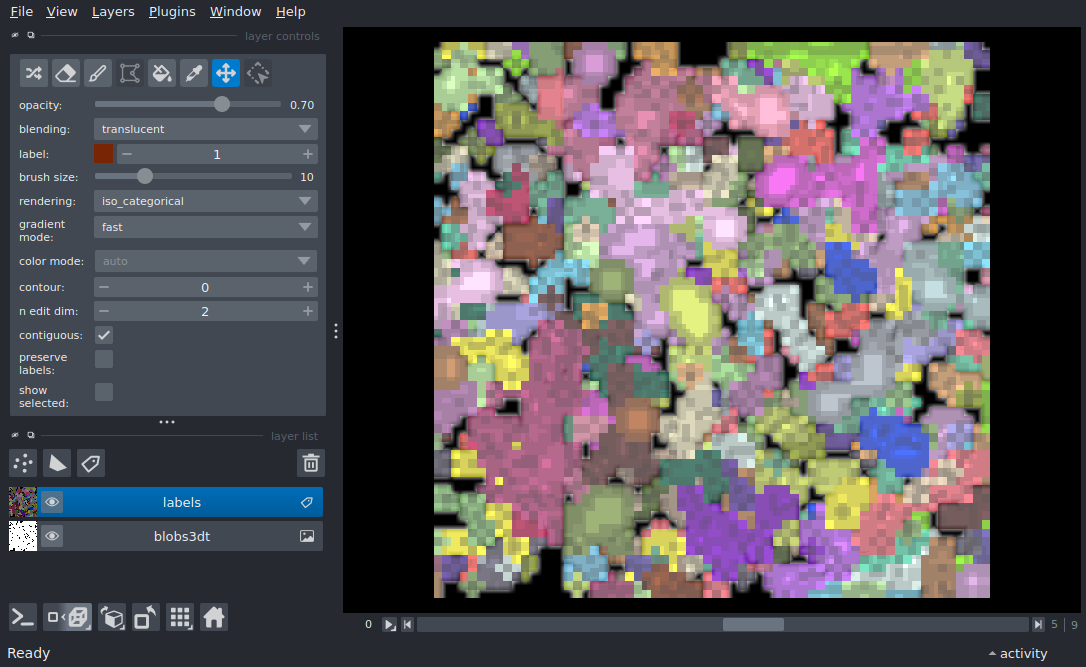 File View Layers Plugins Window Help
layer controls
opacity: 0.70
blending: translucent
label: 1
brush size: 10
rendering: iso_categorical
gradient
mode: fast
color mode: auto
contour: 0
n edit dim: 2
contiguous:
preserve
labels:
show
selected:
layer list
labels
blobs3dt
0 5 | 9
Ready activity